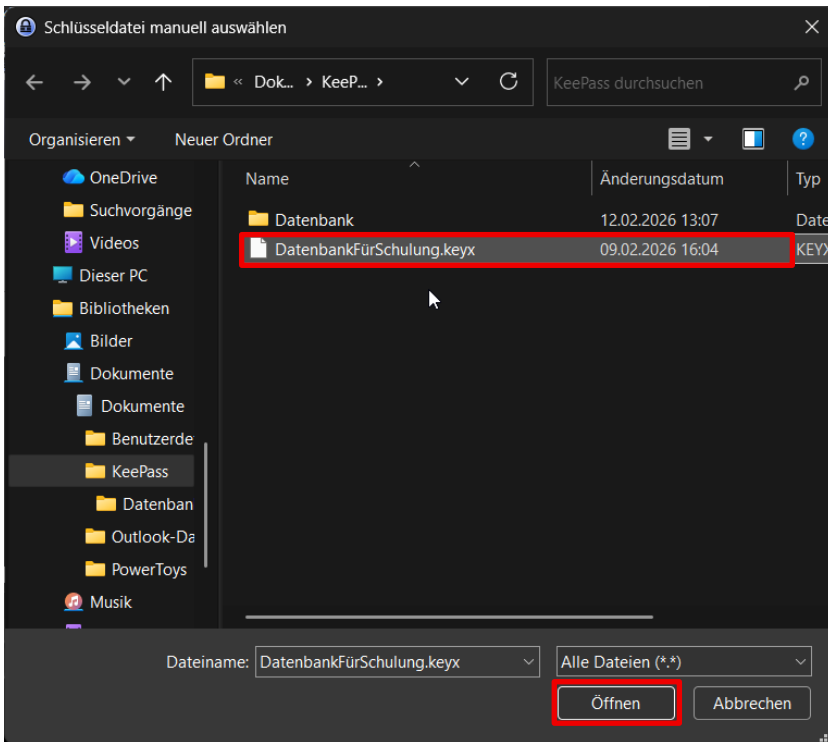 Schlüsseldatei manuell auswählen
« Dok... › KeeP... ›
KeePass durchsuchen
Organisieren
Neuer Ordner
Name
Änderungsdatum
Typ
OneDrive
Suchvorgänge
Videos
Dieser PC
Bibliotheken
Bilder
Dokumente
Dokumente
Benutzerde
KeePass
Datenban
Outlook-Da
PowerToys
Musik
Datenbank 12.02.2026 13:07 Date
DatenbankFürSchulung.keyx 09.02.2026 16:04 KEYX
Dateiname: DatenbankFürSchulung.keyx
Alle Dateien (*.*)
Öffnen
Abbrechen